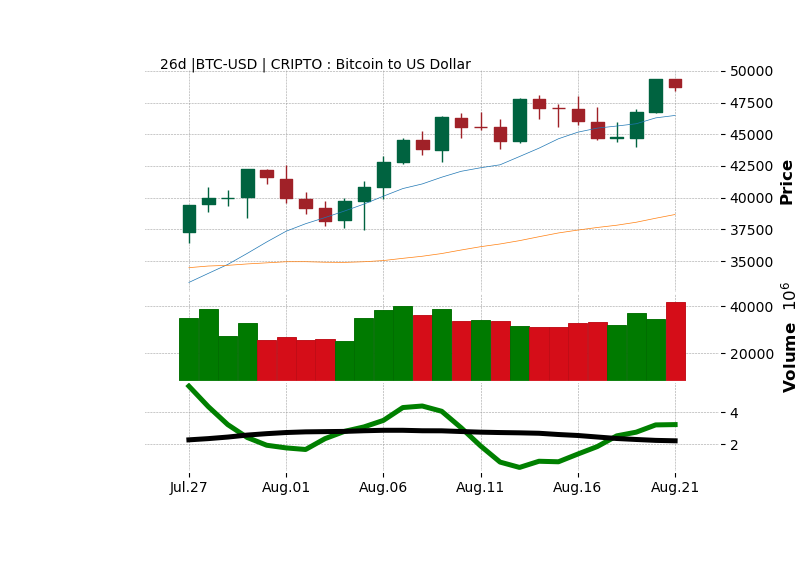 26d |BTC-USD | CRIPTO : Bitcoin to US Dollar
50000
47500
45000
42500
40000
37500
35000
Price
40000
20000
Volume 10^6
4
2
Jul.27 Aug.01 Aug.06 Aug.11 Aug.16 Aug.21